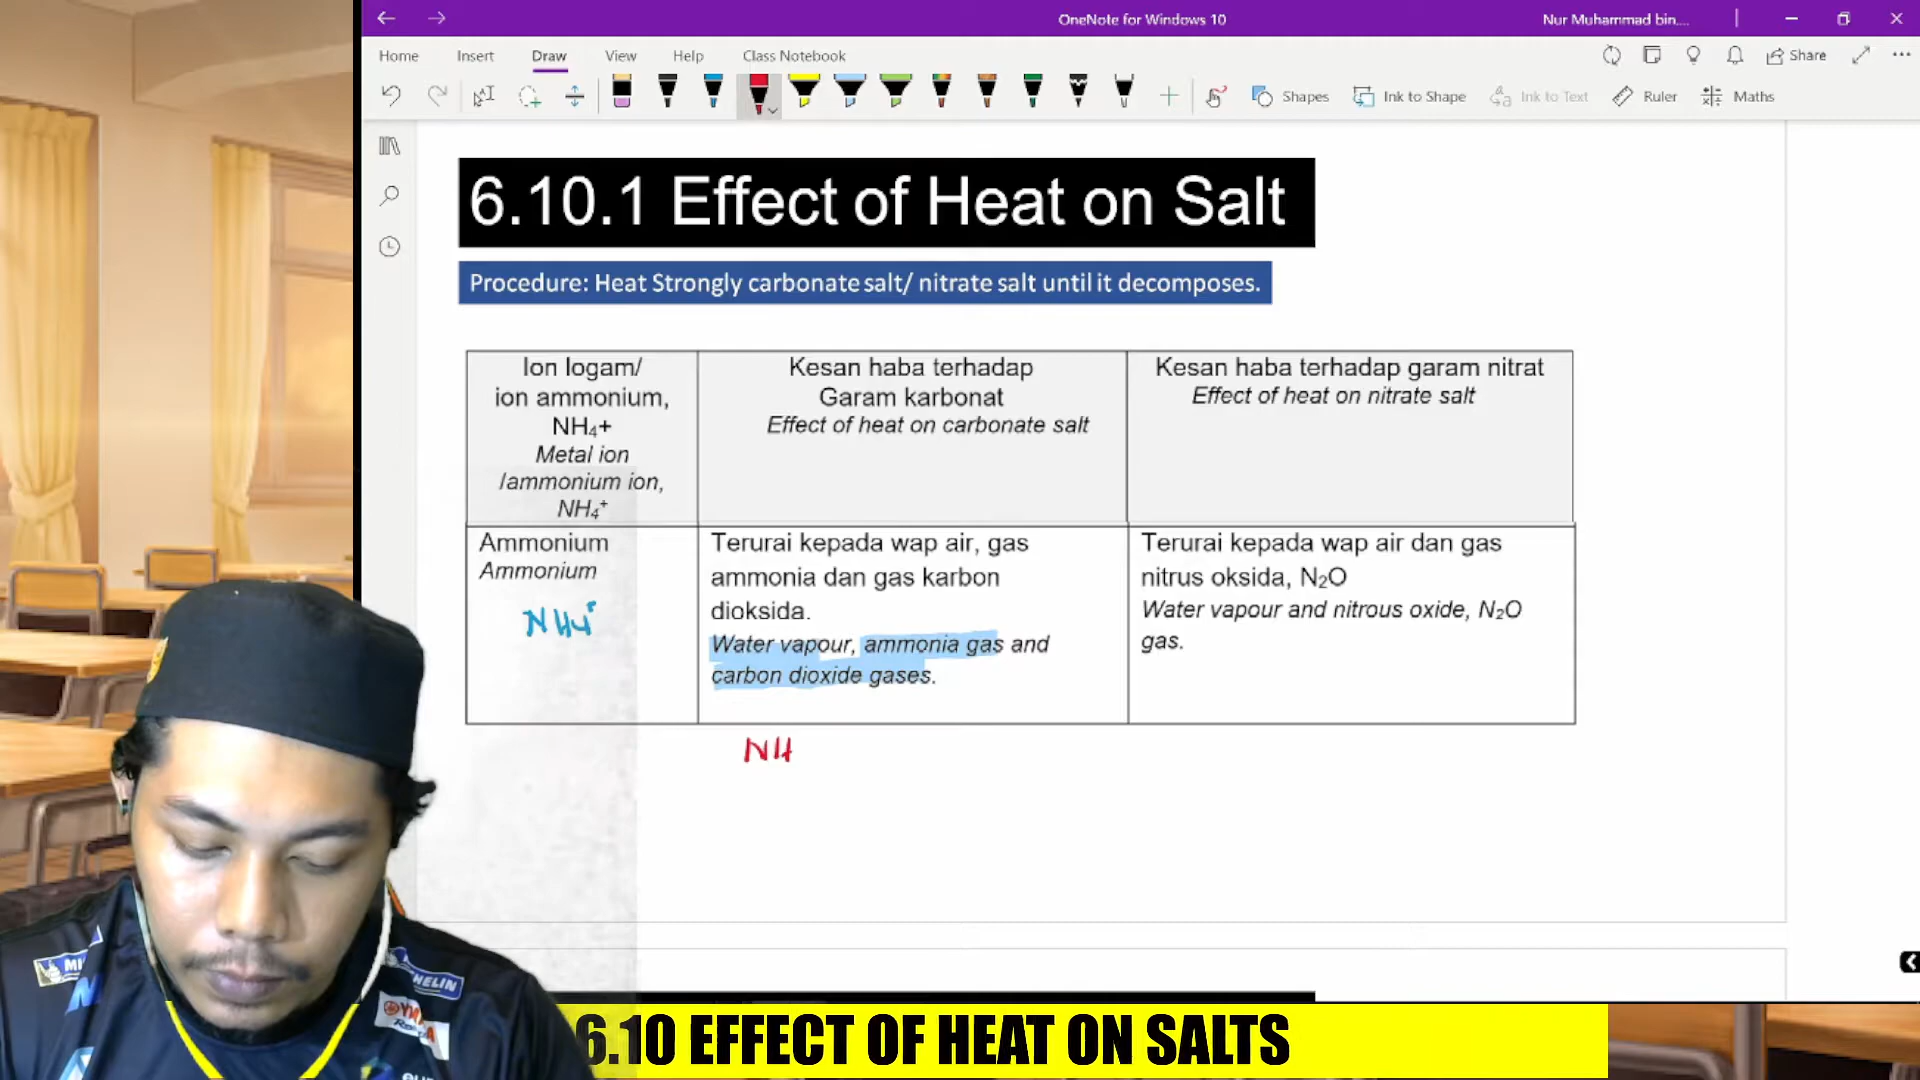 OneNote for Windows 10
Nur Muhammad bin....
Home Insert Draw View Help Class Notebook
Share
Shapes Ink to Shape Ink to Text Ruler Maths
6.10.1 Effect of Heat on Salt
Procedure: Heat Strongly carbonate salt/ nitrate salt until it decomposes.
Ion logam/
ion ammonium,
NH₄+
Metal ion
/ammonium ion,
NH₄⁺
Kesan haba terhadap
Garam karbonat
Effect of heat on carbonate salt
Kesan haba terhadap garam nitrat
Effect of heat on nitrate salt
Ammonium
Ammonium
NH₄⁺
Terurai kepada wap air, gas
ammonia dan gas karbon
dioksida.
Water vapour, ammonia gas and
carbon dioxide gases.
Terurai kepada wap air dan gas
nitrus oksida, N₂O
Water vapour and nitrous oxide, N₂O
gas.
NH
6.10 EFFECT OF HEAT ON SALTS